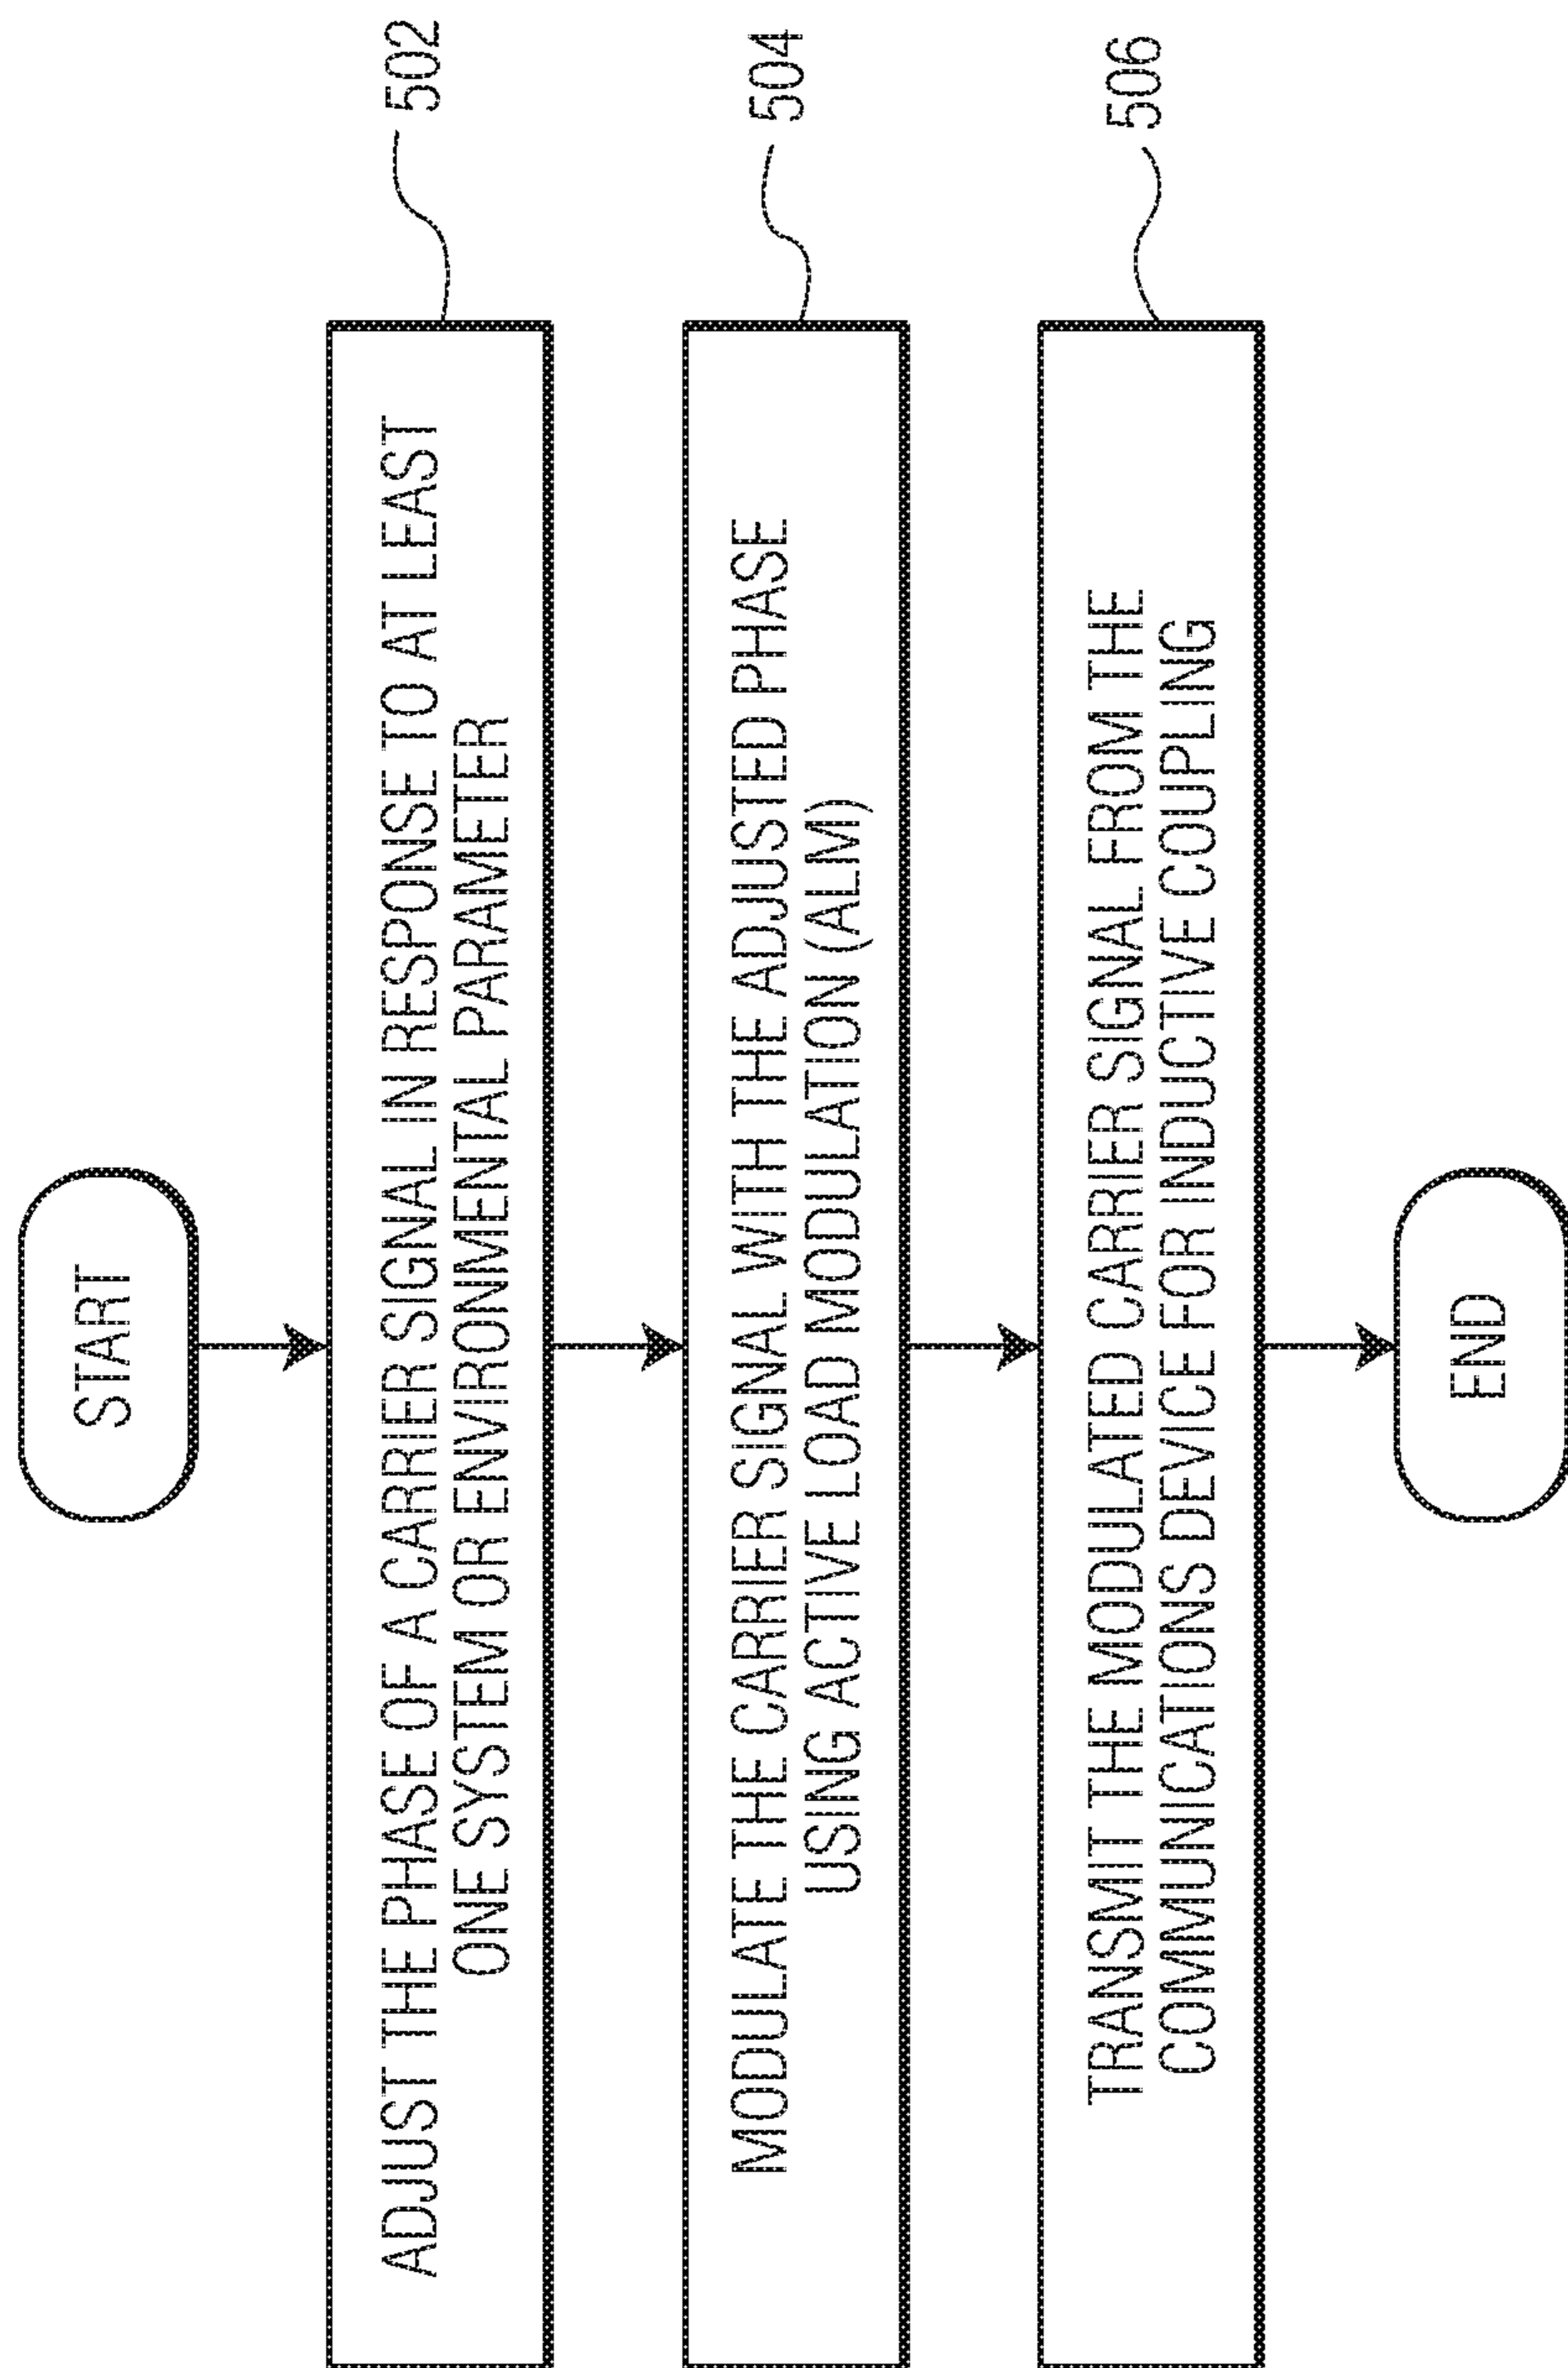 START
ADJUST THE PHASE OF A CARRIER SIGNAL IN RESPONSE TO AT LEAST
ONE SYSTEM OR ENVIRONMENTAL PARAMETER
502
MODULATE THE CARRIER SIGNAL WITH THE ADJUSTED PHASE
USING ACTIVE LOAD MODULATION (ALM)
504
TRANSMIT THE MODULATED CARRIER SIGNAL FROM THE
COMMUNICATIONS DEVICE FOR INDUCTIVE COUPLING
506
END